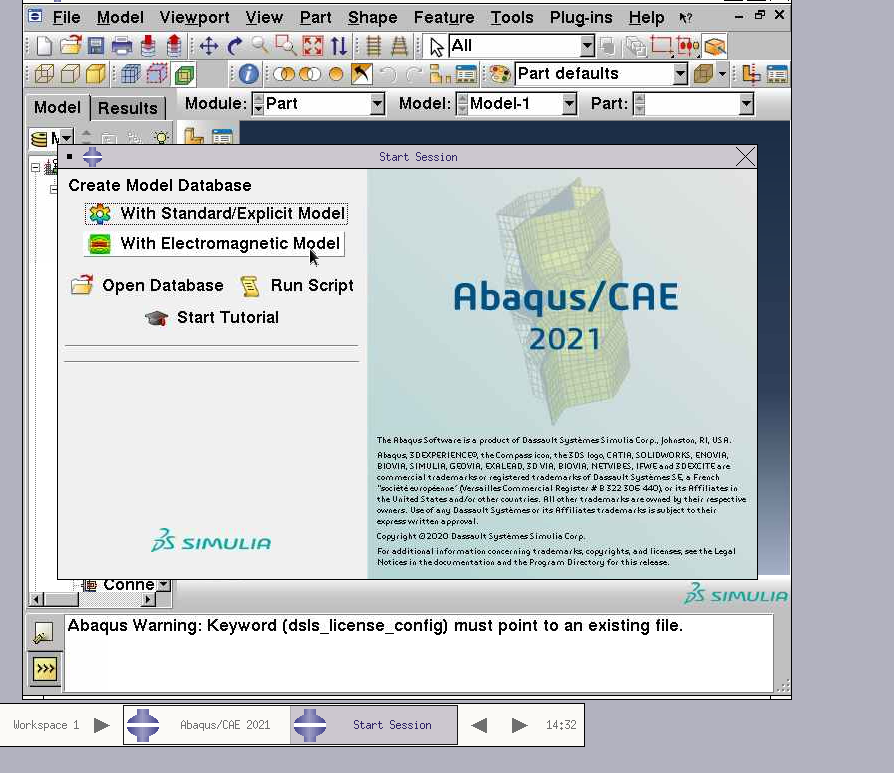 File Model Viewport View Part Shape Feature Tools Plug-ins Help
All
Part defaults
Model Results Module: Part Model: Model-1 Part:
Start Session
Create Model Database
With Standard/Explicit Model
With Electromagnetic Model
Open Database Run Script
Start Tutorial
Abaqus/CAE
2021
The Abaqus Software is a product of Dassault Systèmes Simulia Corp., Johnston, RI, USA.
Abaqus, 3DEXPERIENCE®, the Compass icon, the 3DS logo, CATIA, SOLIDWORKS, ENOVIA,
BIOVIA, SIMULIA, GEOVIA, EXALEAD, 3D VIA, BIOVIA, NETVIBES, IFWE and 3DEXCITE are
commercial trademarks or registered trademarks of Dassault Systèmes SE, a French
"société européenne" (Versailles Commercial Register # B 322 306 440), or its affiliates in
the United States and/or other countries. All other trademarks are owned by their respective
owners. Use of any Dassault Systèmes or its Affiliates trademarks is subject to their
express written approval.
Copyright ©2020 Dassault Systèmes Simulia Corp.
For additional information concerning trademarks, copyrights, and licenses, see the Legal
Notices in the documentation and the Program Directory for this release.
SIMULIA
Conne
SIMULIA
Abaqus Warning: Keyword (dsls_license_config) must point to an existing file.
>>>
Workspace 1 Abaqus/CAE 2021 Start Session 14:32